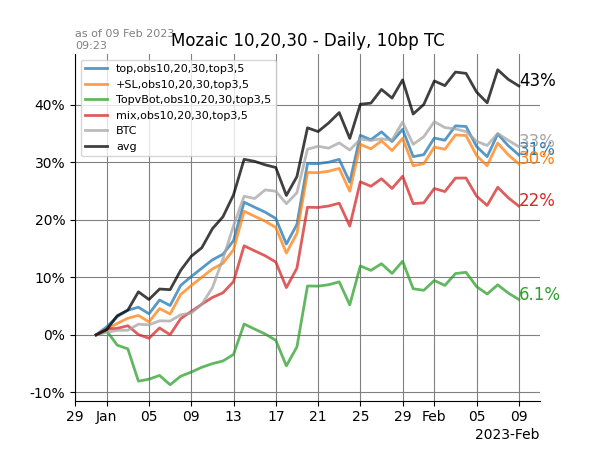 as of 09 Feb 2023
09:23
Mozaic 10,20,30 - Daily, 10bp TC
top,obs10,20,30,top3,5
+SL,obs10,20,30,top3,5
TopvBot,obs10,20,30,top3,5
mix,obs10,20,30,top3,5
BTC
avg
43%
40%
33%
31%
30%
30%
22%
20%
10%
6.1%
0%
-10%
29 Jan 05 09 13 17 21 25 29 Feb 05 09
2023-Feb